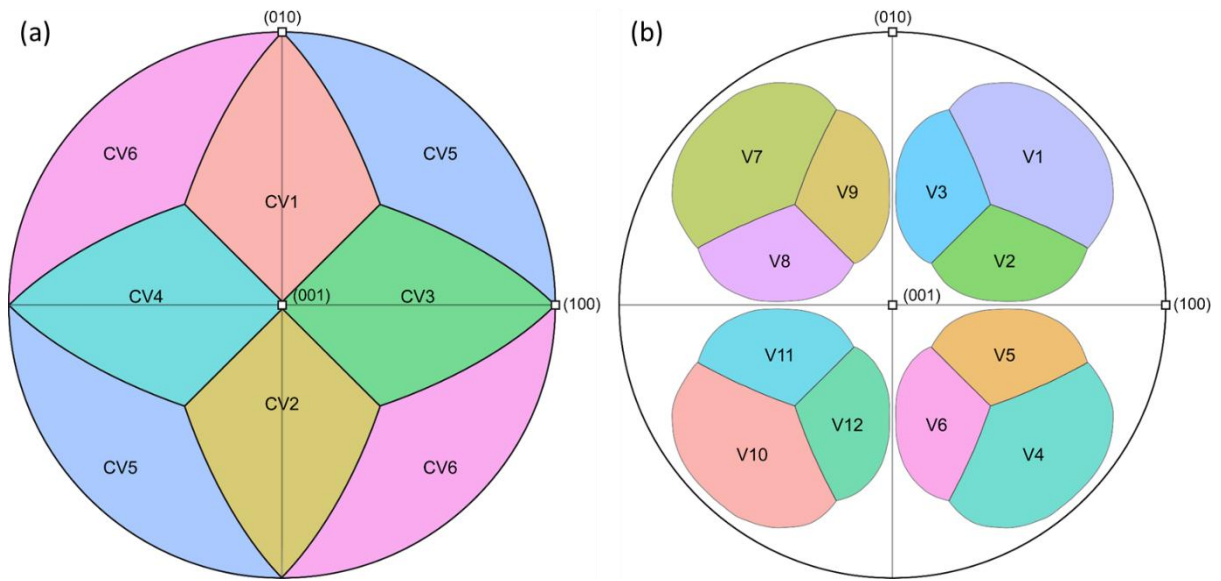 (a)
(010)
CV6
CV5
CV1
CV4
(001)
CV3
(100)
CV2
CV5
CV6
(b)
(010)
V7
V1
V9
V3
V8
V2
(001)
(100)
V11
V5
V12
V6
V10
V4